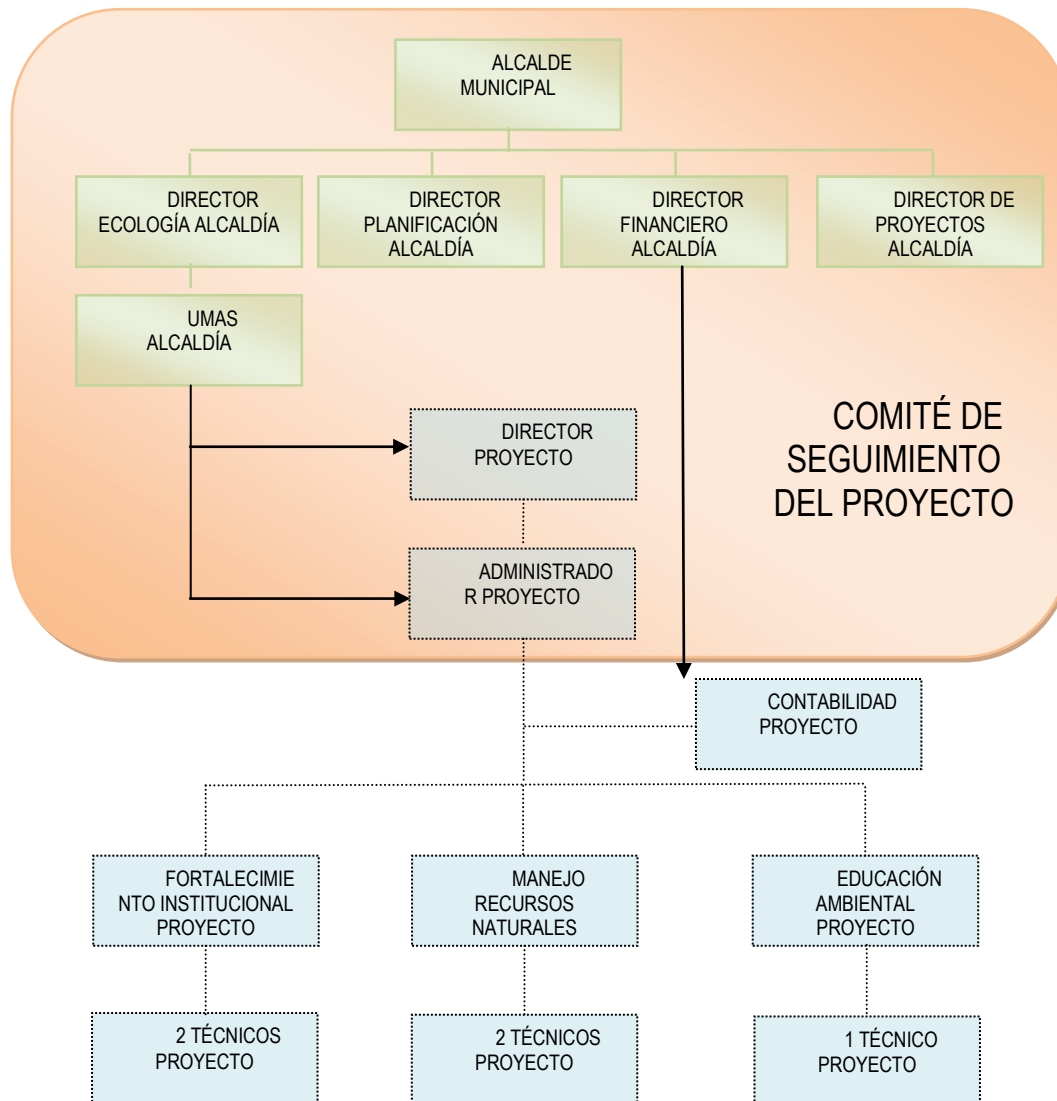 ALCALDE
MUNICIPAL
DIRECTOR
ECOLOGÍA ALCALDÍA
DIRECTOR
PLANIFICACIÓN
ALCALDÍA
DIRECTOR
FINANCIERO
ALCALDÍA
DIRECTOR DE
PROYECTOS
ALCALDÍA
UMAS
ALCALDÍA
COMITÉ DE
SEGUIMIENTO
DEL PROYECTO
DIRECTOR
PROYECTO
ADMINISTRADO
R PROYECTO
CONTABILIDAD
PROYECTO
FORTALECIMIE
NTO INSTITUCIONAL
PROYECTO
MANEJO
RECURSOS
NATURALES
EDUCACIÓN
AMBIENTAL
PROYECTO
2 TÉCNICOS
PROYECTO
2 TÉCNICOS
PROYECTO
1 TÉCNICO
PROYECTO